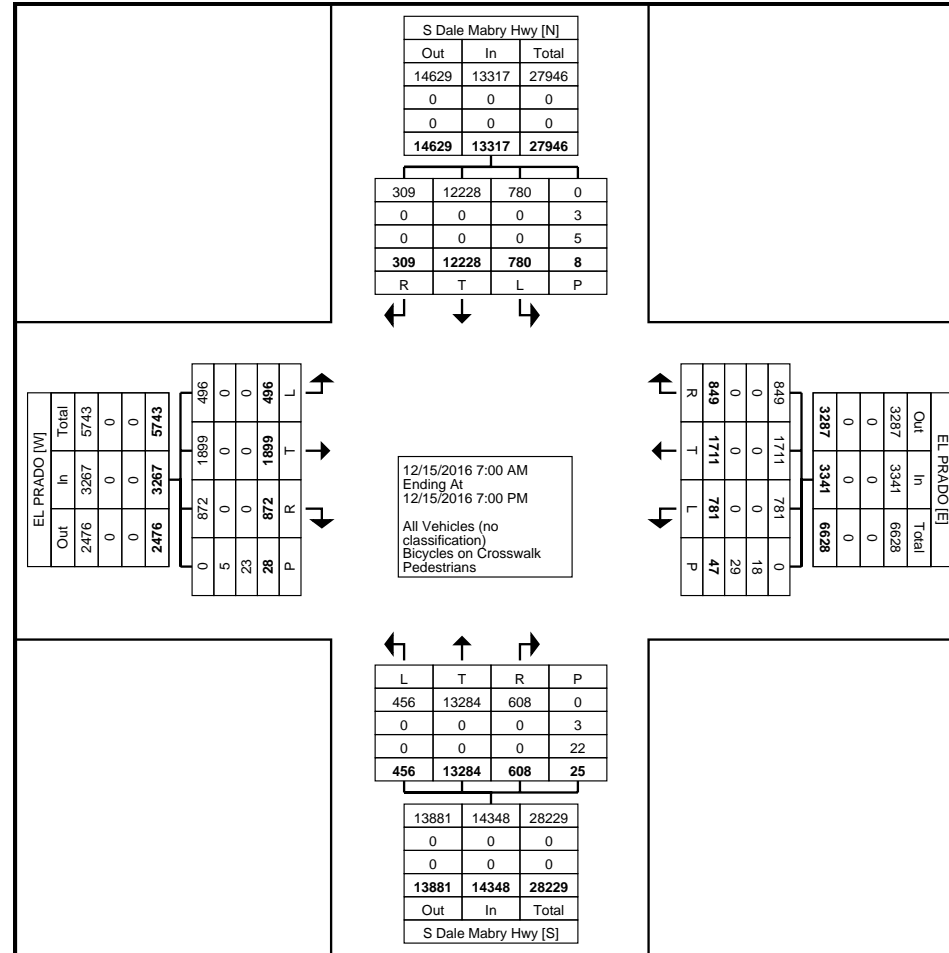 S Dale Mabry Hwy [N]
Out In Total
14629 13317 27946
0 0 0
0 0 0
14629 13317 27946
309 12228 780 0
0 0 0 3
0 0 0 5
309 12228 780 8
R T L P
EL PRADO [W]
Total In Out
5743 3267 2476
0 0 0
0 0 0
5743 3267 2476
496 1899 872 0
0 0 0 5
0 0 0 23
496 1899 872 28
L T R P
12/15/2016 7:00 AM
Ending At
12/15/2016 7:00 PM
All Vehicles (no
classification)
Bicycles on Crosswalk
Pedestrians
EL PRADO [E]
Out In Total
3287 3341 6628
0 0 0
0 0 0
3287 3341 6628
849 1711 781 0
0 0 0 18
0 0 0 29
849 1711 781 47
R T L P
L T R P
456 13284 608 0
0 0 0 3
0 0 0 22
456 13284 608 25
13881 14348 28229
0 0 0
0 0 0
13881 14348 28229
Out In Total
S Dale Mabry Hwy [S]